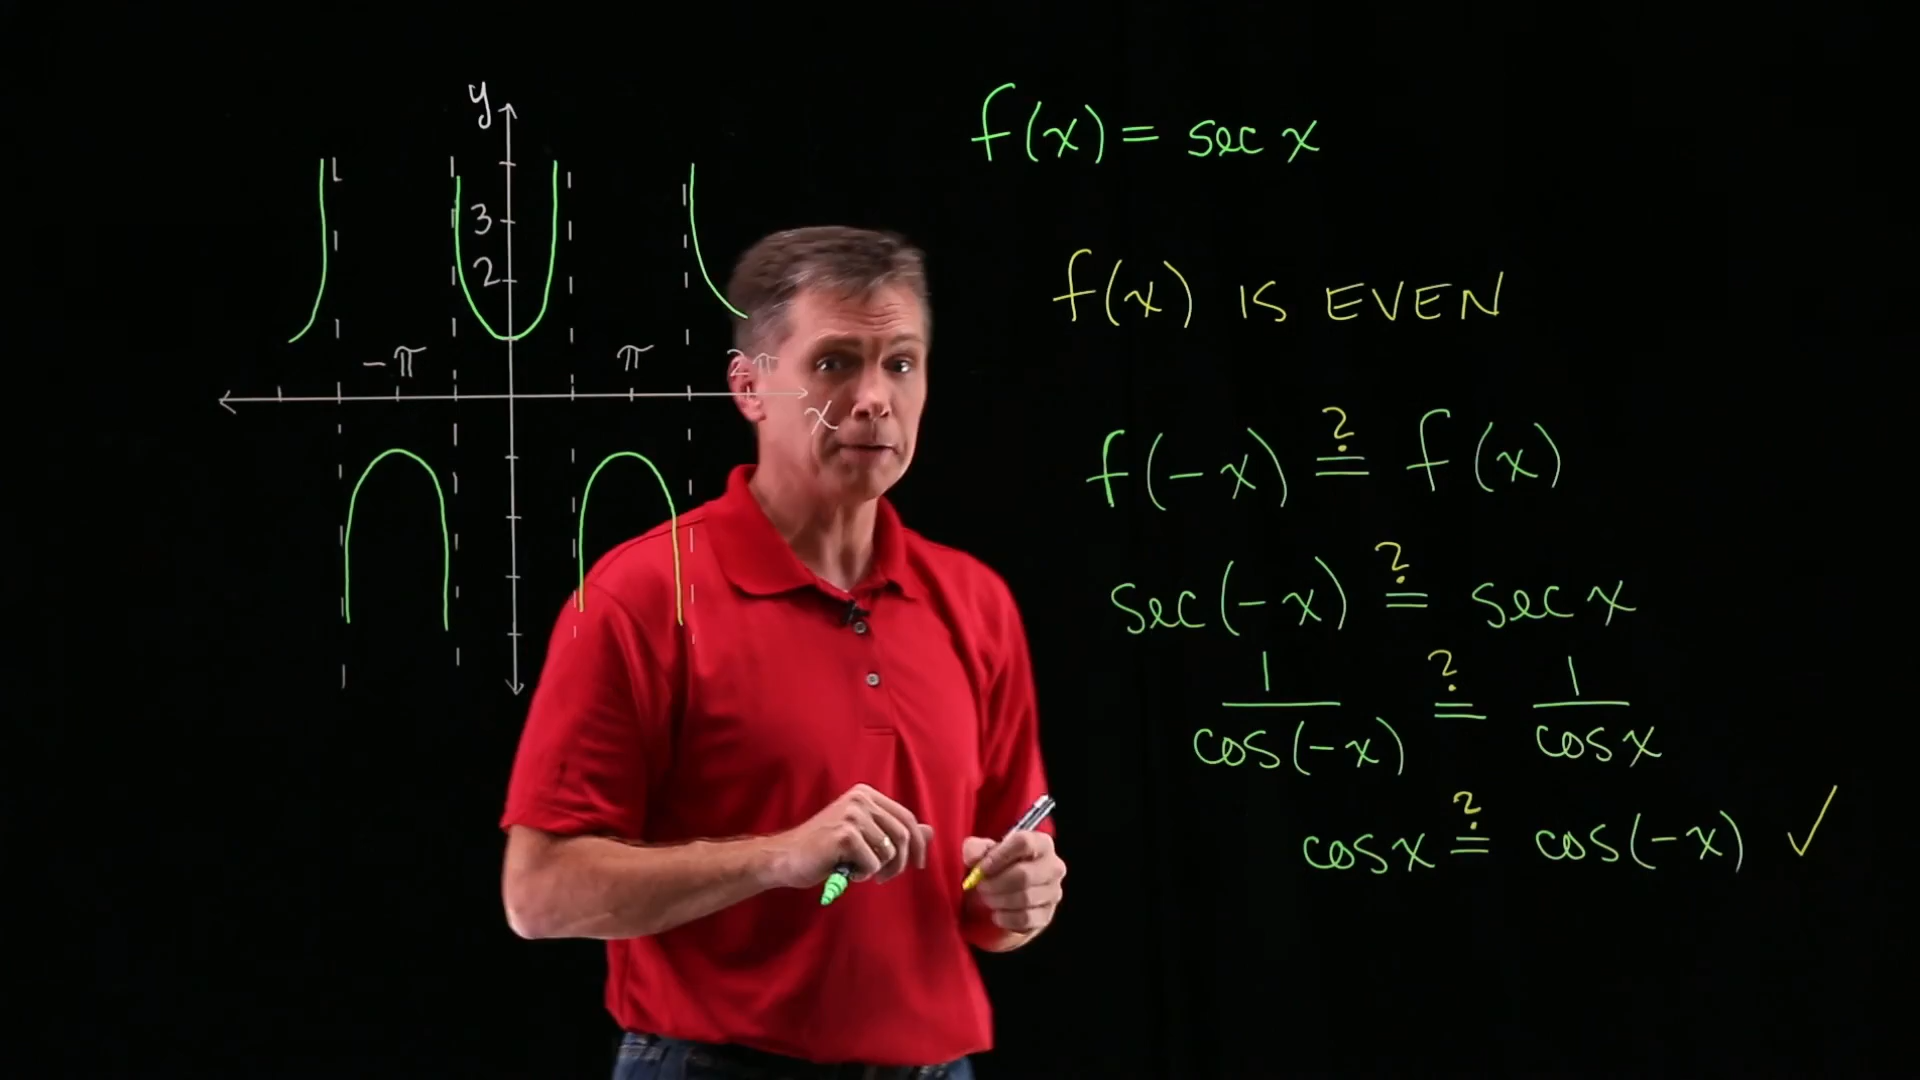 y
3
2
-π π 2π
x
f(x) = sec x
f(x) IS EVEN
f(-x) ?= f(x)
sec(-x) ?= sec x
1/cos(-x) ?= 1/cos x
cos x ?= cos(-x) ✓